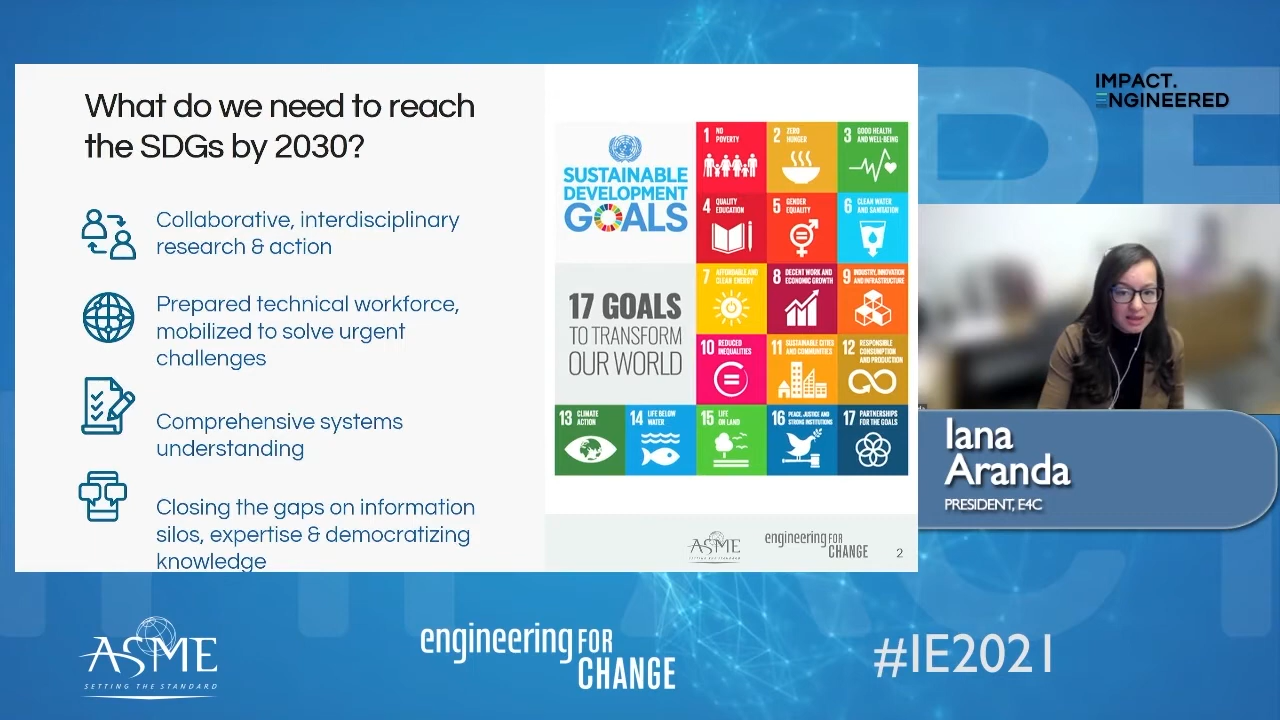 What do we need to reach
the SDGs by 2030?
Collaborative, interdisciplinary
research & action
Prepared technical workforce,
mobilized to solve urgent
challenges
Comprehensive systems
understanding
Closing the gaps on information
silos, expertise & democratizing
knowledge
SUSTAINABLE
DEVELOPMENT
GOALS
17 GOALS
TO TRANSFORM
OUR WORLD
1 NO
POVERTY
2 ZERO
HUNGER
3 GOOD HEALTH
AND WELL-BEING
4 QUALITY
EDUCATION
5 GENDER
EQUALITY
6 CLEAN WATER
AND SANITATION
7 AFFORDABLE AND
CLEAN ENERGY
8 DECENT WORK AND
ECONOMIC GROWTH
9 INDUSTRY, INNOVATION
AND INFRASTRUCTURE
10 REDUCED
INEQUALITIES
11 SUSTAINABLE CITIES
AND COMMUNITIES
12 RESPONSIBLE
CONSUMPTION
AND PRODUCTION
13 CLIMATE
ACTION
14 LIFE BELOW
WATER
15 LIFE
ON LAND
16 PEACE, JUSTICE AND
STRONG INSTITUTIONS
17 PARTNERSHIPS
FOR THE GOALS
ASME
SETTING THE STANDARD
engineering FOR
CHANGE
2
IMPACT.
ENGINEERED
Iana
Aranda
PRESIDENT, E4C
ASME
SETTING THE STANDARD
engineering FOR
CHANGE
#IE2021